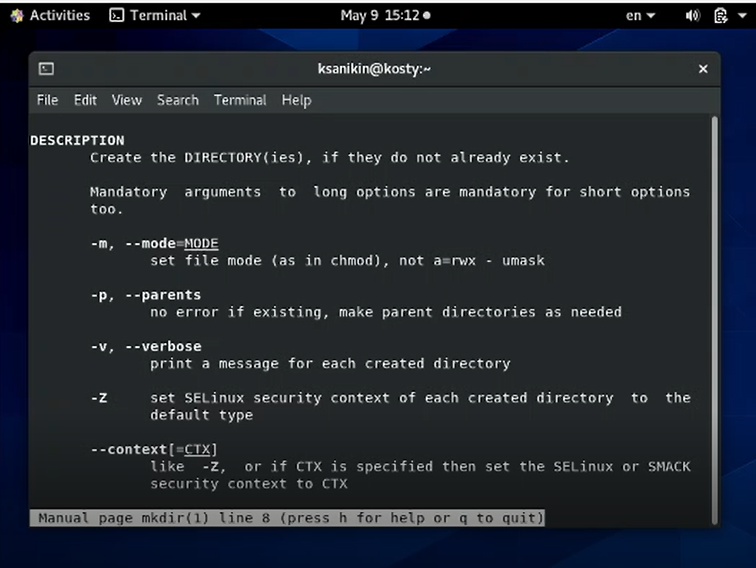 Activities Terminal May 9 15:12 en
ksanikin@kosty:~
File Edit View Search Terminal Help
DESCRIPTION
Create the DIRECTORY(ies), if they do not already exist.
Mandatory arguments to long options are mandatory for short options
too.
-m, --mode=MODE
set file mode (as in chmod), not a=rwx - umask
-p, --parents
no error if existing, make parent directories as needed
-v, --verbose
print a message for each created directory
-Z set SELinux security context of each created directory to the
default type
--context[=CTX]
like -Z, or if CTX is specified then set the SELinux or SMACK
security context to CTX
Manual page mkdir(1) line 8 (press h for help or q to quit)